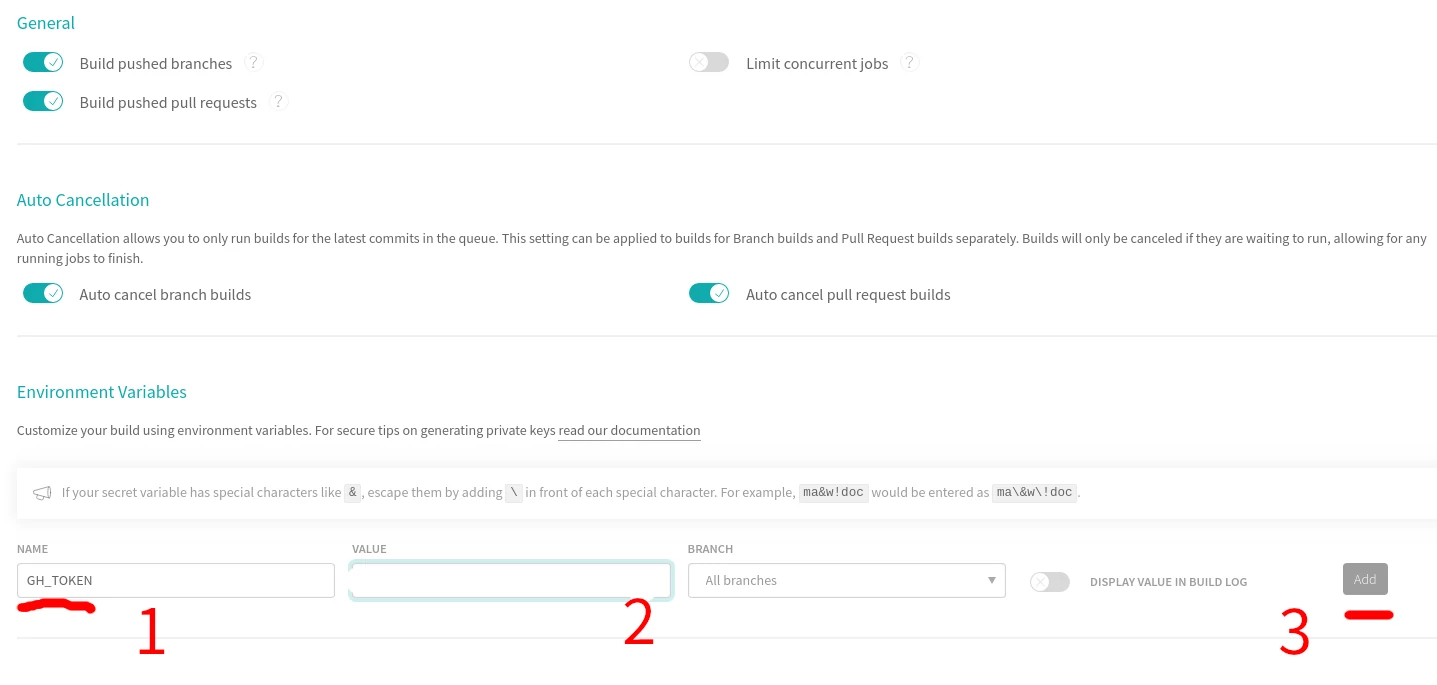 General
Build pushed branches ?
Limit concurrent jobs ?
Build pushed pull requests ?
Auto Cancellation
Auto Cancellation allows you to only run builds for the latest commits in the queue. This setting can be applied to builds for Branch builds and Pull Request builds separately. Builds will only be canceled if they are waiting to run, allowing for any
running jobs to finish.
Auto cancel branch builds
Auto cancel pull request builds
Environment Variables
Customize your build using environment variables. For secure tips on generating private keys read our documentation
If your secret variable has special characters like &, escape them by adding \ in front of each special character. For example, ma&w!doc would be entered as ma\&w\!doc.
NAME VALUE BRANCH
GH_TOKEN All branches DISPLAY VALUE IN BUILD LOG Add
1 2 3